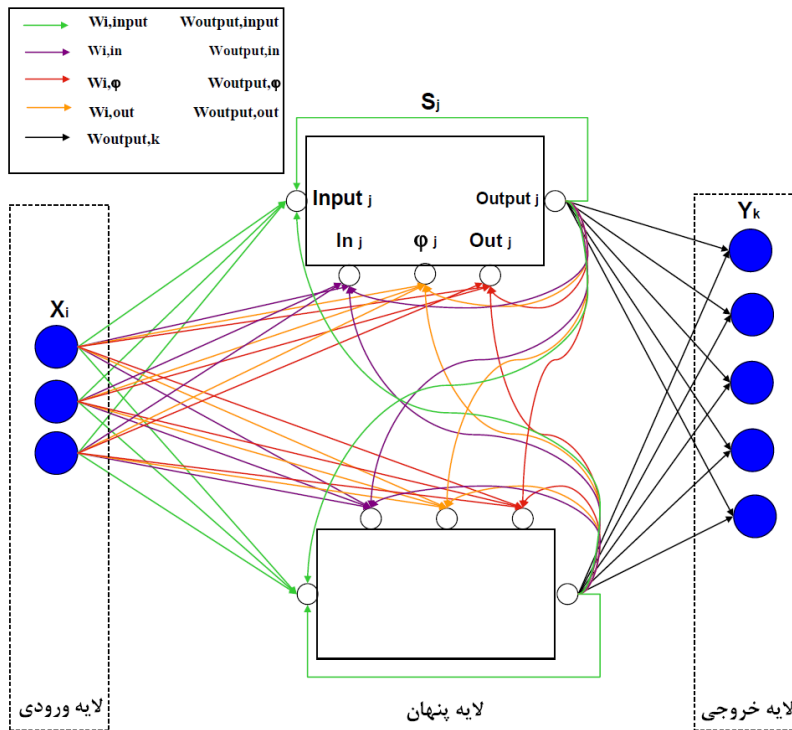 Wi,input Woutput,input
Wi,in Woutput,in
Wi,φ Woutput,φ
Wi,out Woutput,out
Woutput,k
Sj
Input j Output j
In j φ j Out j
Xi
Yk
لایه ورودی
لایه پنهان
لایه خروجی